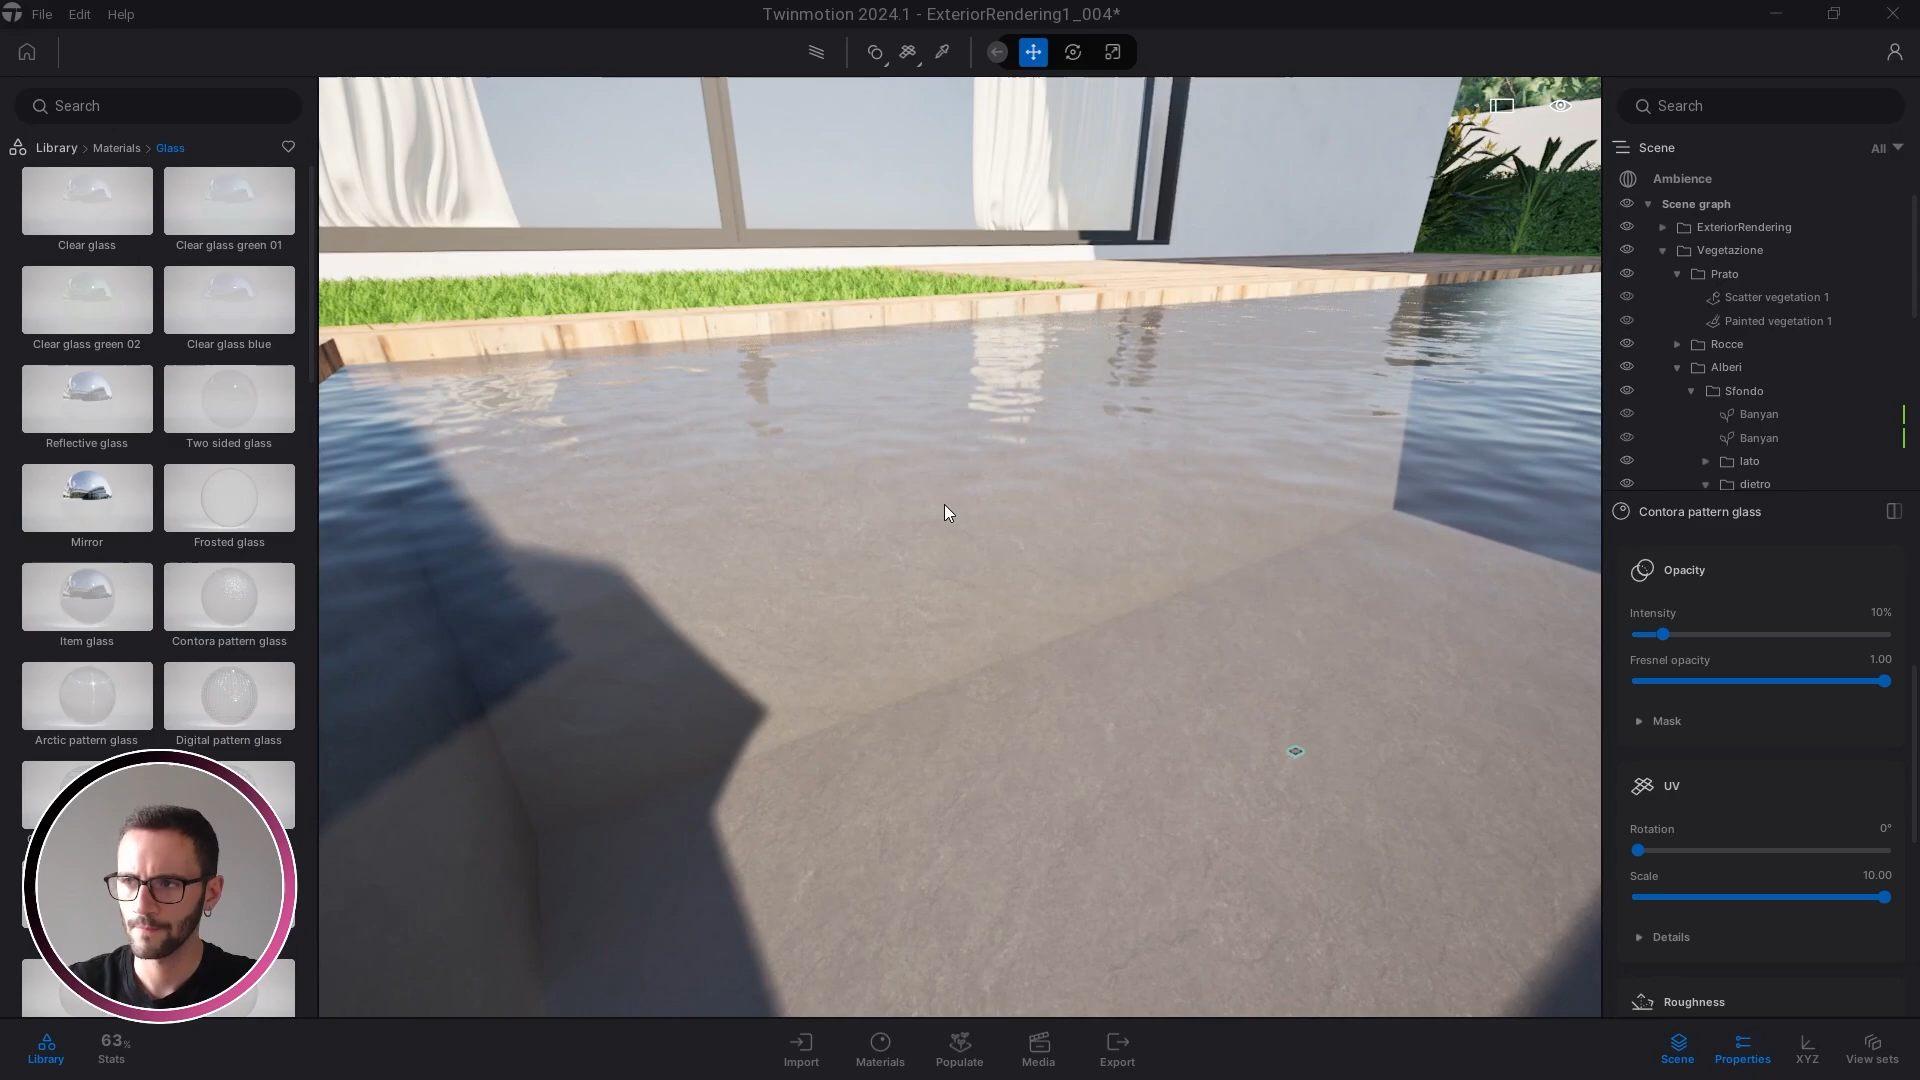 File Edit Help
Twinmotion 2024.1 - ExteriorRendering1_004*
Search
Library > Materials > Glass
Clear glass
Clear glass green 01
Clear glass green 02
Clear glass blue
Reflective glass
Two sided glass
Mirror
Frosted glass
Item glass
Contora pattern glass
Arctic pattern glass
Digital pattern glass
Search
Scene
All
Ambience
Scene graph
ExteriorRendering
Vegetazione
Prato
Scatter vegetation 1
Painted vegetation 1
Rocce
Alberi
Sfondo
Banyan
Banyan
lato
dietro
Contora pattern glass
Opacity
Intensity 10%
Fresnel opacity 1.00
Mask
UV
Rotation 0°
Scale 10.00
Details
Roughness
Library
63%
Stats
Import
Materials
Populate
Media
Export
Scene
Properties
XYZ
View sets